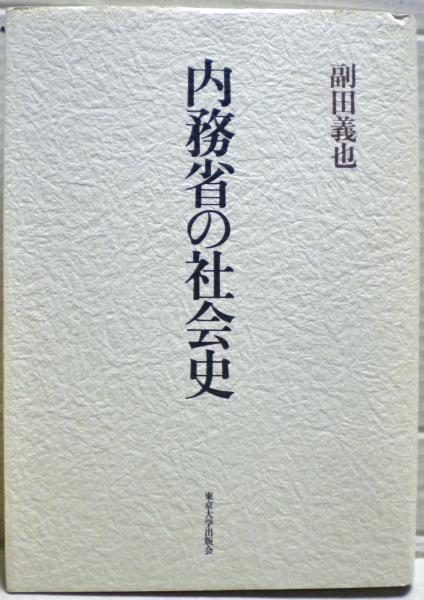 副田義也
内務省の社会史
東京大学出版会